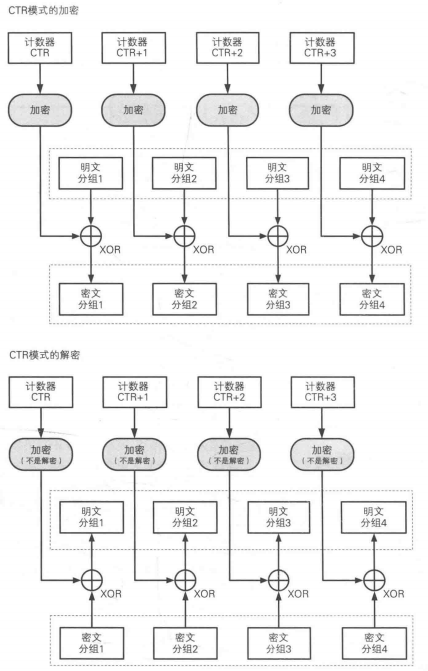 CTR模式的加密
计数器 计数器 计数器 计数器
CTR CTR+1 CTR+2 CTR+3
加密 加密 加密 加密
明文 明文 明文 明文
分组1 分组2 分组3 分组4
XOR XOR XOR XOR
密文 密文 密文 密文
分组1 分组2 分组3 分组4
CTR模式的解密
计数器 计数器 计数器 计数器
CTR CTR+1 CTR+2 CTR+3
加密 加密 加密 加密
(不是解密) (不是解密) (不是解密) (不是解密)
明文 明文 明文 明文
分组1 分组2 分组3 分组4
XOR XOR XOR XOR
密文 密文 密文 密文
分组1 分组2 分组3 分组4